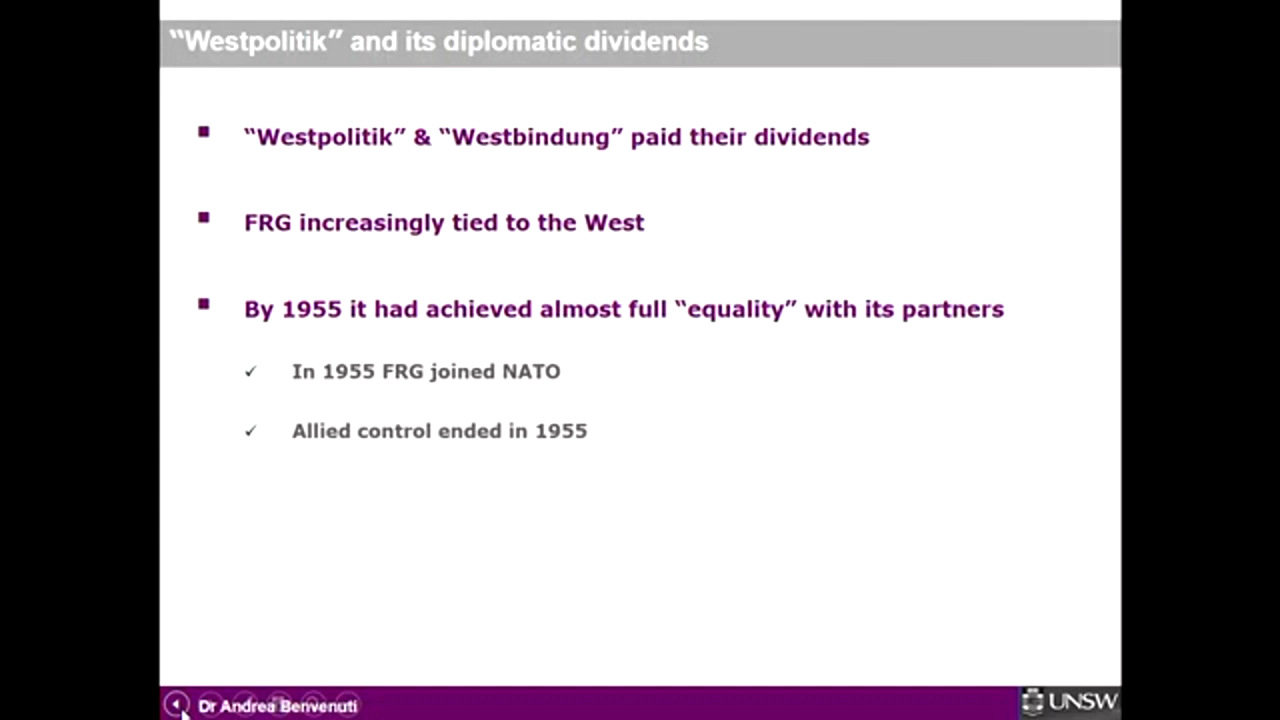 “Westpolitik” and its diplomatic dividends
“Westpolitik” & “Westbindung” paid their dividends
FRG increasingly tied to the West
By 1955 it had achieved almost full “equality” with its partners
In 1955 FRG joined NATO
Allied control ended in 1955
Dr Andrea Benvenuti
UNSW